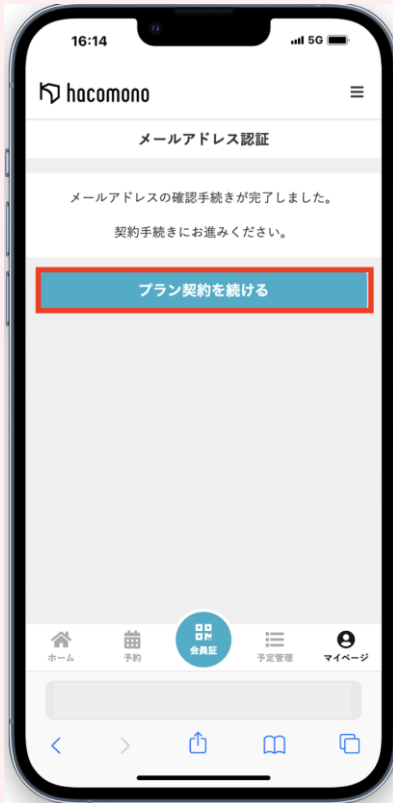 16:14
5G
hacomono
メールアドレス認証
メールアドレスの確認手続きが完了しました。
契約手続きにお進みください。
プラン契約を続ける
ホーム
予約
会員証
予定管理
マイページ